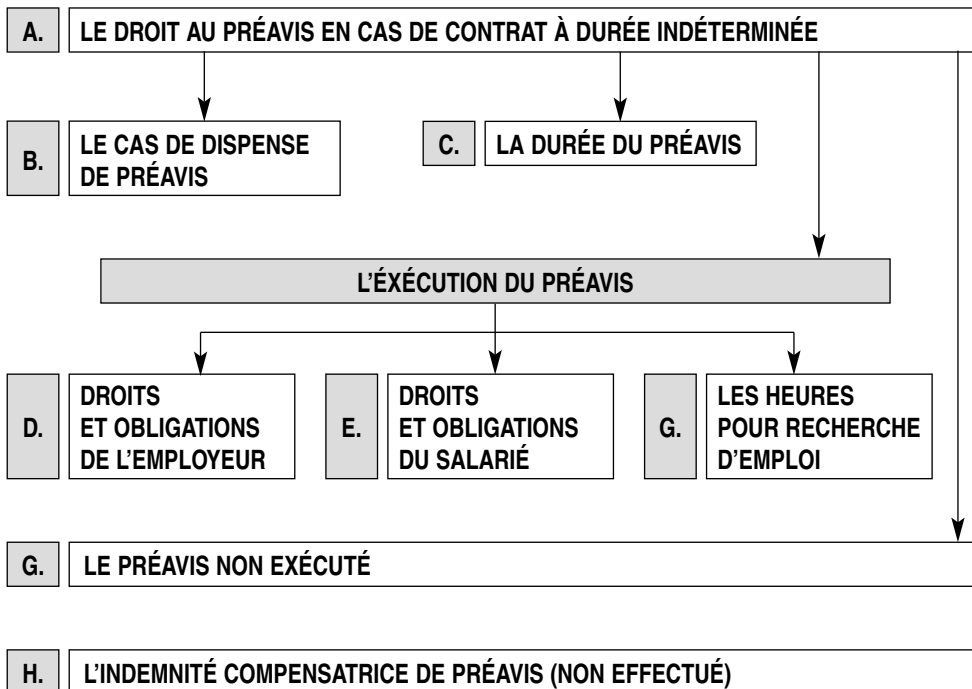 A. LE DROIT AU PRÉAVIS EN CAS DE CONTRAT À DURÉE INDÉTERMINÉE
B. LE CAS DE DISPENSE
DE PRÉAVIS
C. LA DURÉE DU PRÉAVIS
L'ÉXÉCUTION DU PRÉAVIS
D. DROITS
ET OBLIGATIONS
DE L'EMPLOYEUR
E. DROITS
ET OBLIGATIONS
DU SALARIÉ
G. LES HEURES
POUR RECHERCHE
D'EMPLOI
G. LE PRÉAVIS NON EXÉCUTÉ
H. L'INDEMNITÉ COMPENSATRICE DE PRÉAVIS (NON EFFECTUÉ)